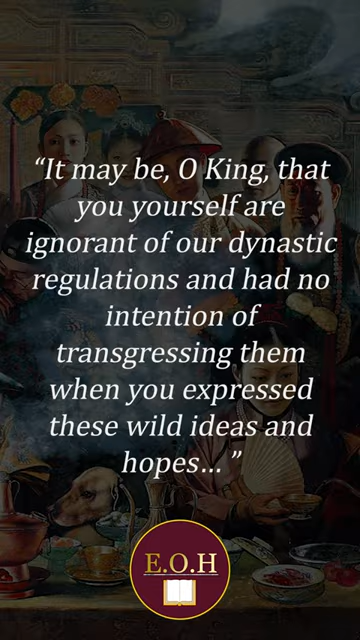 “It may be, O King, that
you yourself are
ignorant of our dynastic
regulations and had no
intention of
transgressing them
when you expressed
these wild ideas and
hopes… ”
E.O.H